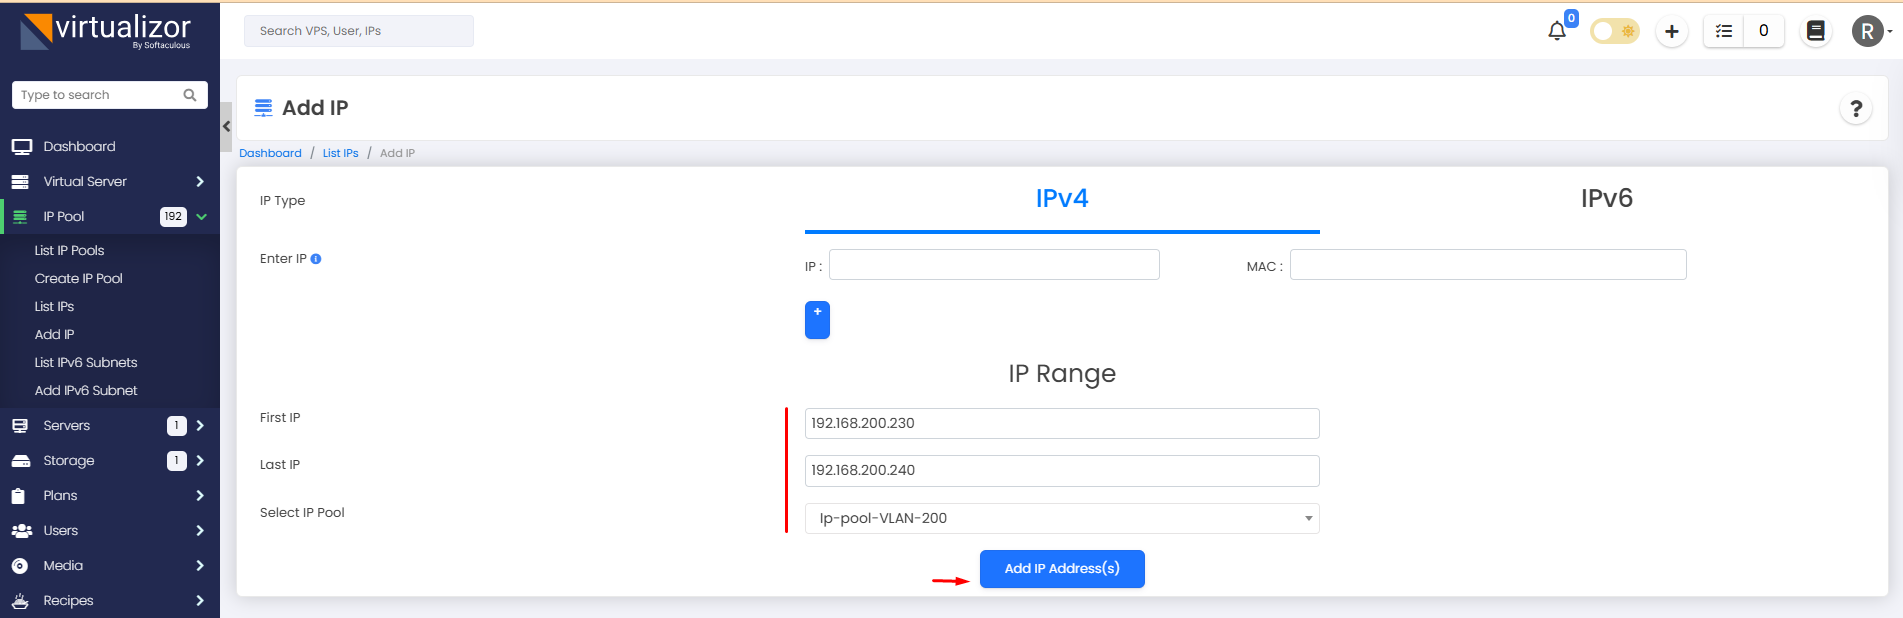 virtualizor
By Softaculous
Search VPS, User, IPs
0
0
R
Type to search
Dashboard
Virtual Server
IP Pool 192
List IP Pools
Create IP Pool
List IPs
Add IP
List IPv6 Subnets
Add IPv6 Subnet
Servers 1
Storage 1
Plans
Users
Media
Recipes
Add IP
?
Dashboard / List IPs / Add IP
IP Type IPv4 IPv6
Enter IP i IP : MAC :
+
IP Range
First IP 192.168.200.230
Last IP 192.168.200.240
Select IP Pool Ip-pool-VLAN-200
Add IP Address(s)